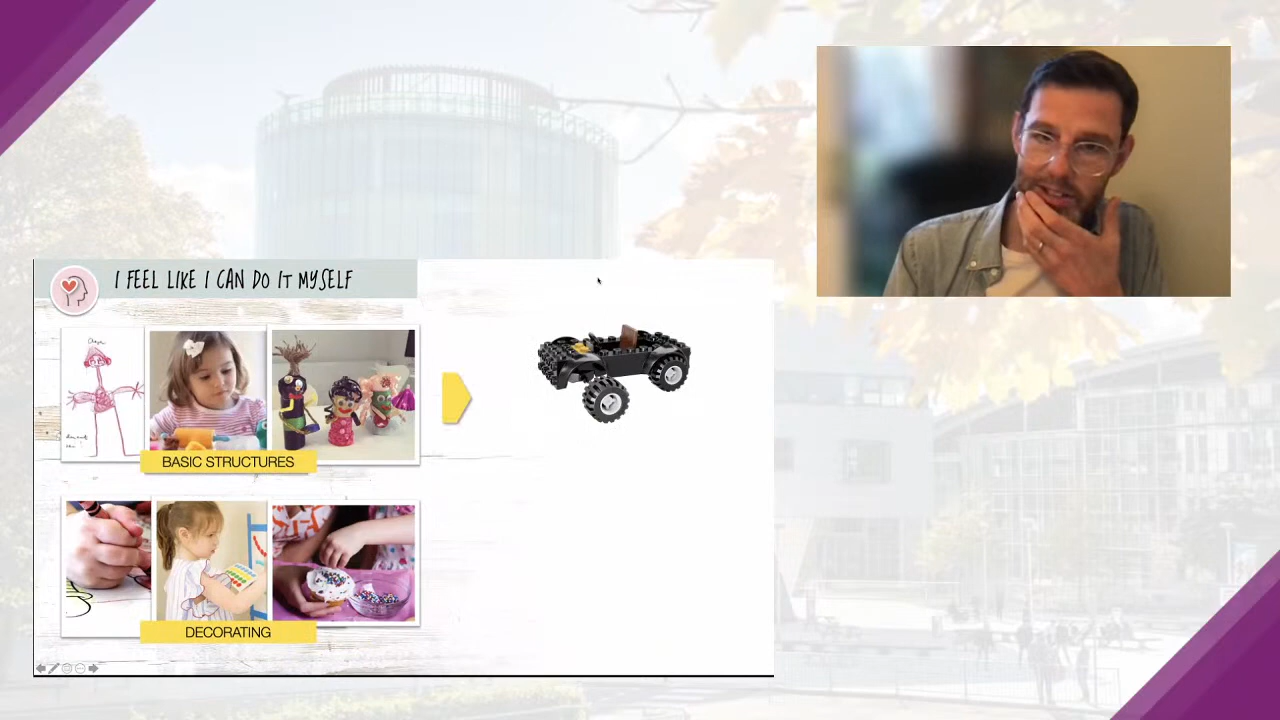 I FEEL LIKE I CAN DO IT MYSELF
BASIC STRUCTURES
DECORATING